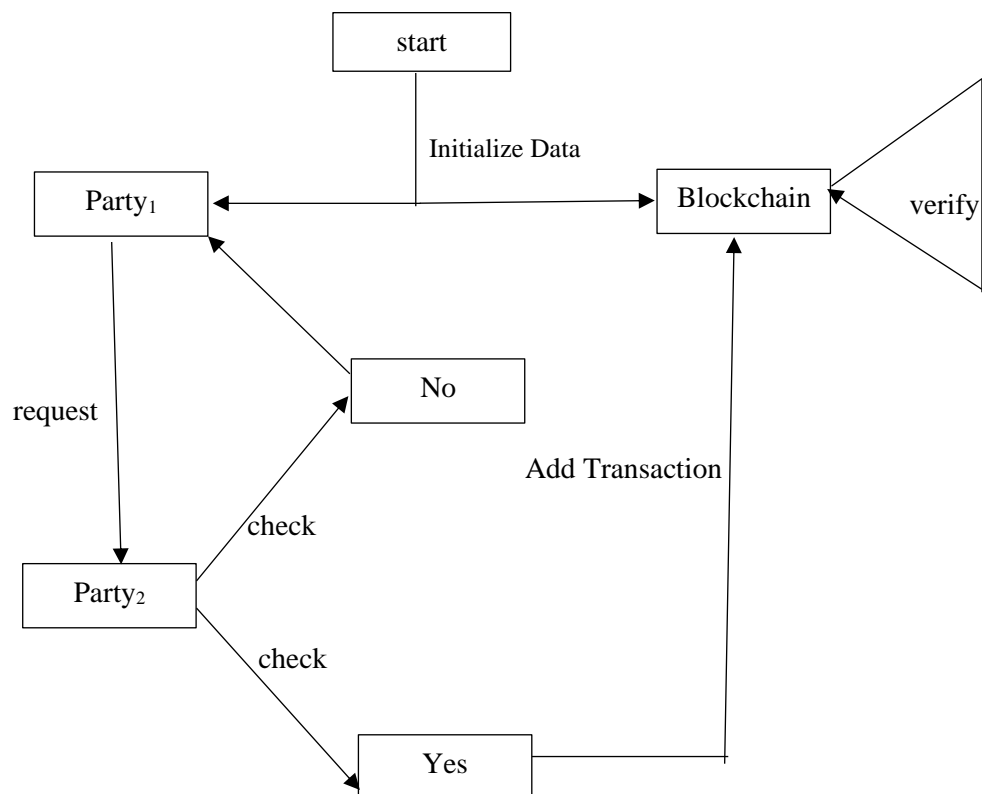 start
Initialize Data
Party₁
Blockchain
verify
No
request
Add Transaction
check
Party₂
check
Yes